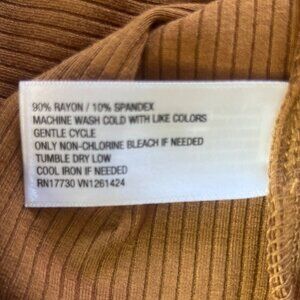 90% RAYON / 10% SPANDEX
MACHINE WASH COLD WITH LIKE COLORS
GENTLE CYCLE
ONLY NON-CHLORINE BLEACH IF NEEDED
TUMBLE DRY LOW
COOL IRON IF NEEDED
RN17730 VN1261424